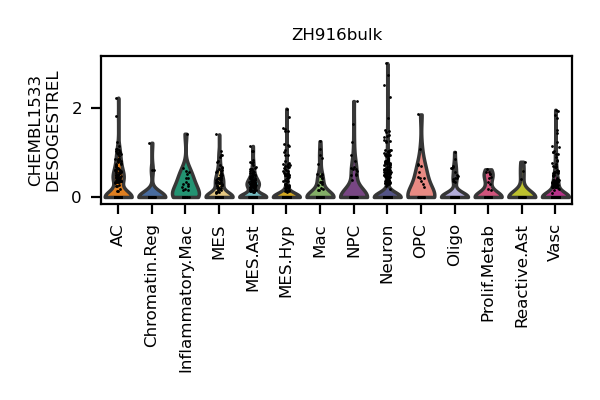 ZH916bulk
CHEMBL1533
DESOGESTREL
2
0
AC
Chromatin.Reg
Inflammatory.Mac
MES
MES.Ast
MES.Hyp
Mac
NPC
Neuron
OPC
Oligo
Prolif.Metab
Reactive.Ast
Vasc